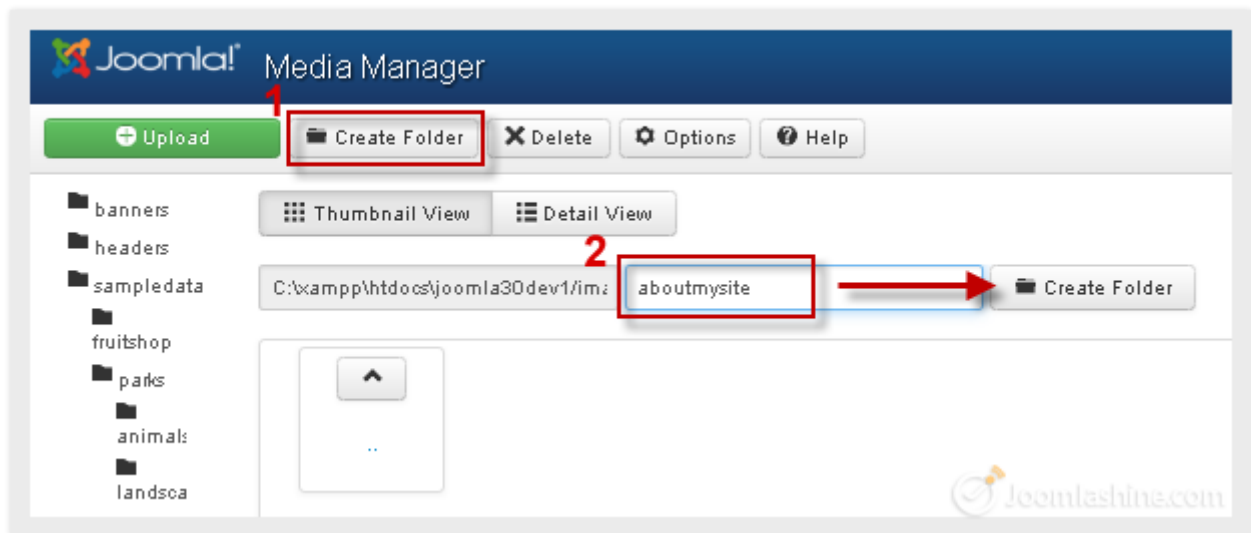 Joomla!® Media Manager
1
Upload Create Folder Delete Options Help
banners Thumbnail View Detail View
headers
2
sampledata C:\xampp\htdocs\joomla30dev1/ima aboutmysite Create Folder
fruitshop
parks
animals
..
landsca
Joomlashine.com